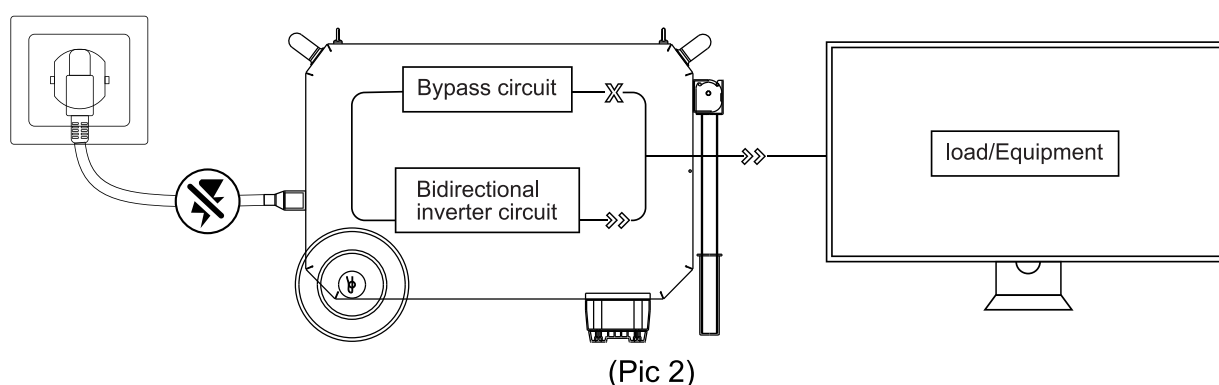 Bypass circuit
Bidirectional
inverter circuit
load/Equipment
(Pic 2)